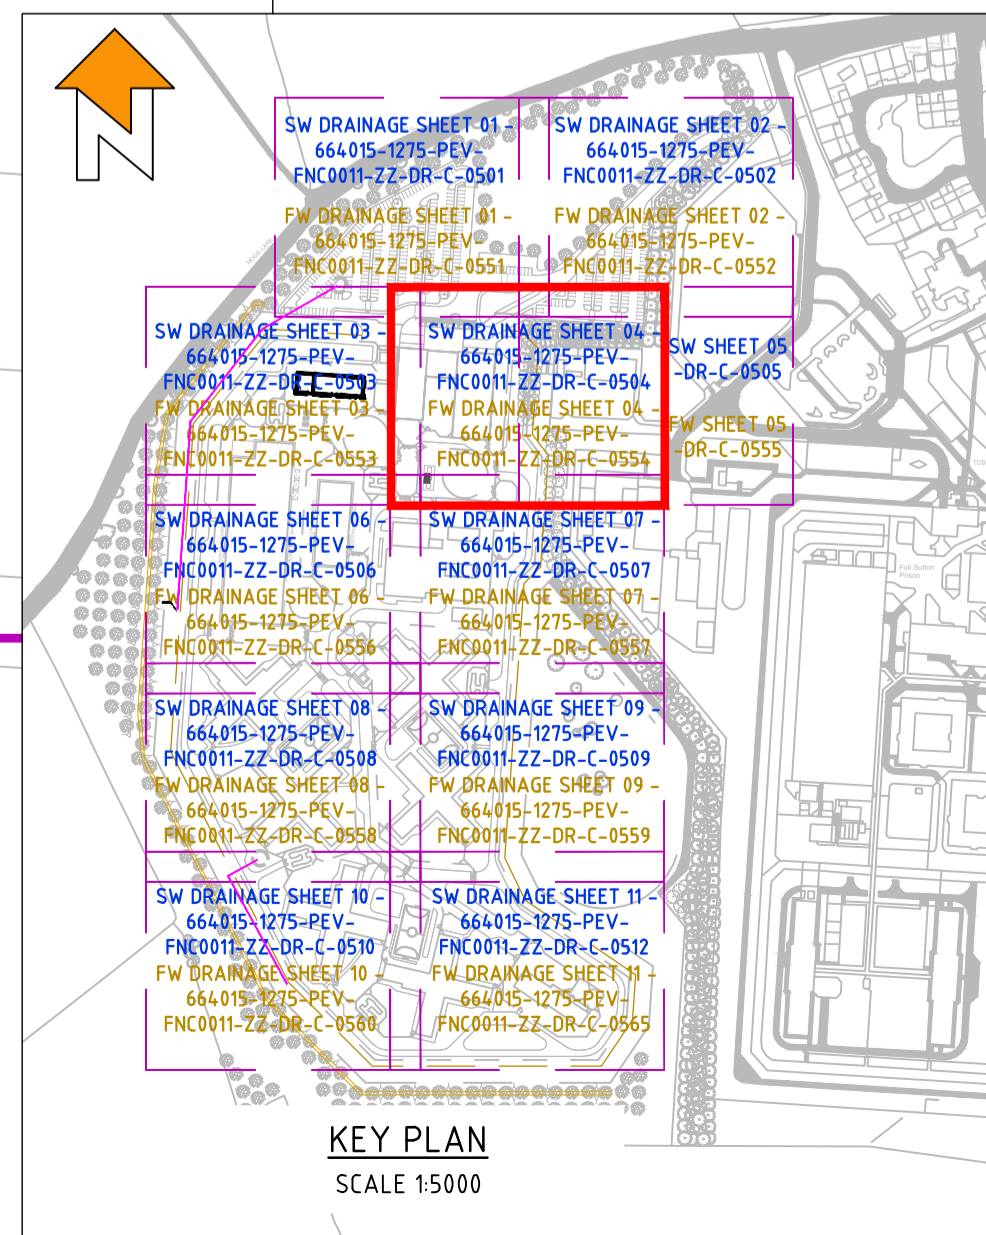 N
SW DRAINAGE SHEET 01 -
664015-1275-PEV-
FNC0011-ZZ-DR-C-0501
FW DRAINAGE SHEET 01 -
664015-1275-PEV-
FNC0011-ZZ-DR-C-0551
SW DRAINAGE SHEET 02 -
664015-1275-PEV-
FNC0011-ZZ-DR-C-0502
FW DRAINAGE SHEET 02 -
664015-1275-PEV-
FNC0011-ZZ-DR-C-0552
SW DRAINAGE SHEET 03 -
664015-1275-PEV-
FNC0011-ZZ-DR-C-0503
FW DRAINAGE SHEET 03 -
664015-1275-PEV-
FNC0011-ZZ-DR-C-0553
SW DRAINAGE SHEET 04 -
664015-1275-PEV-
FNC0011-ZZ-DR-C-0504
FW DRAINAGE SHEET 04 -
664015-1275-PEV-
FNC0011-ZZ-DR-C-0554
SW SHEET 05
-DR-C-0505
FW SHEET 05
-DR-C-0555
SW DRAINAGE SHEET 06 -
664015-1275-PEV-
FNC0011-ZZ-DR-C-0506
FW DRAINAGE SHEET 06 -
664015-1275-PEV-
FNC0011-ZZ-DR-C-0556
SW DRAINAGE SHEET 07 -
664015-1275-PEV-
FNC0011-ZZ-DR-C-0507
FW DRAINAGE SHEET 07 -
664015-1275-PEV-
FNC0011-ZZ-DR-C-0557
Full Sutton
Prison
SW DRAINAGE SHEET 08 -
664015-1275-PEV-
FNC0011-ZZ-DR-C-0508
FW DRAINAGE SHEET 08 -
664015-1275-PEV-
FNC0011-ZZ-DR-C-0558
SW DRAINAGE SHEET 09 -
664015-1275-PEV-
FNC0011-ZZ-DR-C-0509
FW DRAINAGE SHEET 09 -
664015-1275-PEV-
FNC0011-ZZ-DR-C-0559
SW DRAINAGE SHEET 10 -
664015-1275-PEV-
FNC0011-ZZ-DR-C-0510
FW DRAINAGE SHEET 10 -
664015-1275-PEV-
FNC0011-ZZ-DR-C-0560
SW DRAINAGE SHEET 11 -
664015-1275-PEV-
FNC0011-ZZ-DR-C-0512
FW DRAINAGE SHEET 11 -
664015-1275-PEV-
FNC0011-ZZ-DR-C-0565
KEY PLAN
SCALE 1:5000